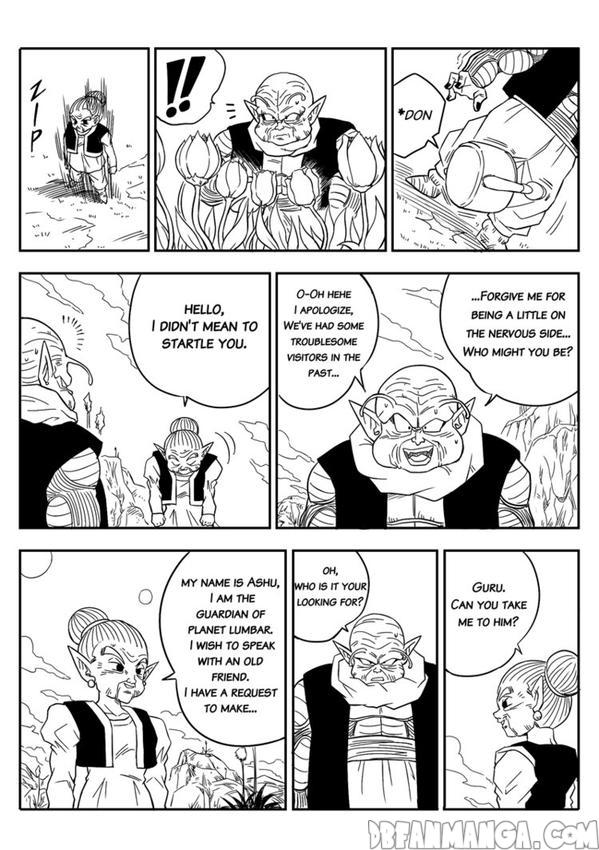 ZIP
!!
*DON
HELLO,
I DIDN'T MEAN TO
STARTLE YOU.
O-OH HEHE
I APOLOGIZE,
WE'VE HAD SOME
TROUBLESOME
VISITORS IN THE
PAST...
...FORGIVE ME FOR
BEING A LITTLE ON
THE NERVOUS SIDE...
WHO MIGHT YOU BE?
MY NAME IS ASHU,
I AM THE
GUARDIAN OF
PLANET LUMBAR.
I WISH TO SPEAK
WITH AN OLD
FRIEND.
I HAVE A REQUEST
TO MAKE...
OH,
WHO IS IT YOUR
LOOKING FOR?
GURU.
CAN YOU TAKE
ME TO HIM?
DBFANMANGA.COM